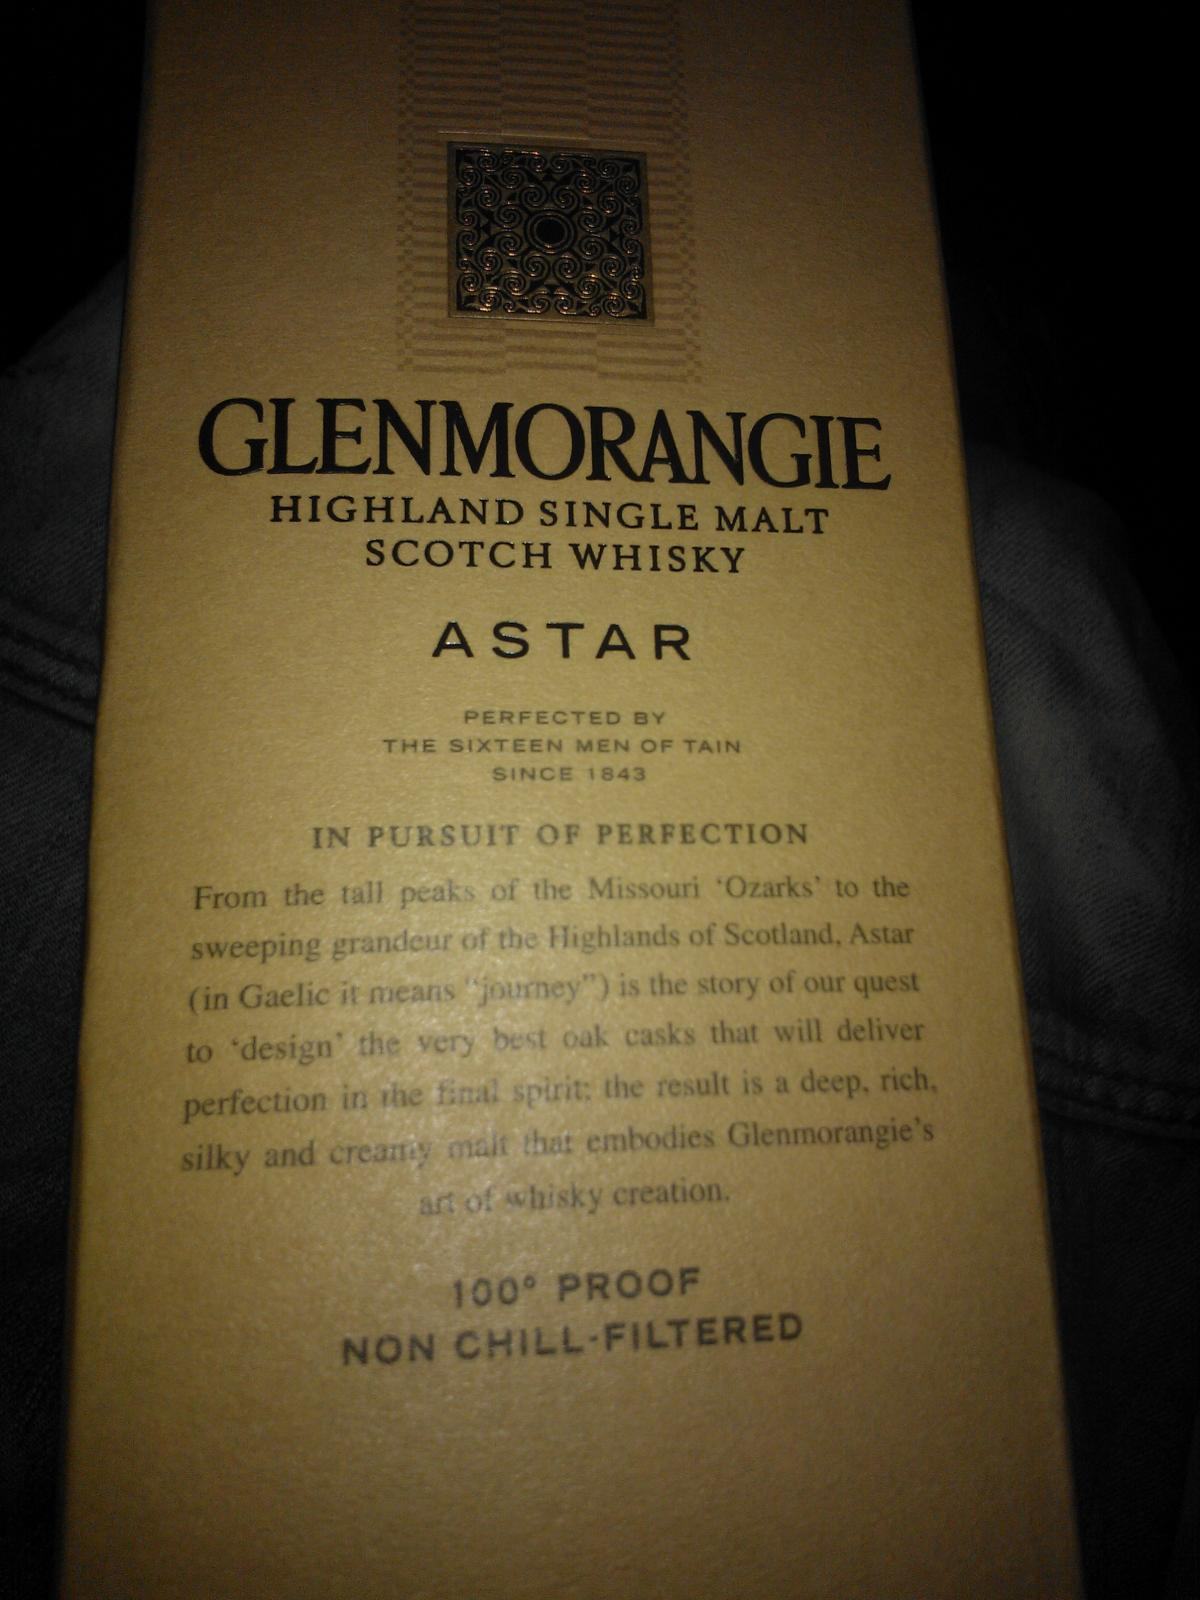 GLENMORANGIE
HIGHLAND SINGLE MALT
SCOTCH WHISKY
ASTAR
PERFECTED BY
THE SIXTEEN MEN OF TAIN
SINCE 1843
IN PURSUIT OF PERFECTION
From the tall peaks of the Missouri ‘Ozarks’ to the
sweeping grandeur of the Highlands of Scotland, Astar
(in Gaelic it means “journey”) is the story of our quest
to ‘design’ the very best oak casks that will deliver
perfection in the final spirit: the result is a deep, rich,
silky and creamy malt that embodies Glenmorangie’s
art of whisky creation.
100° PROOF
NON CHILL-FILTERED